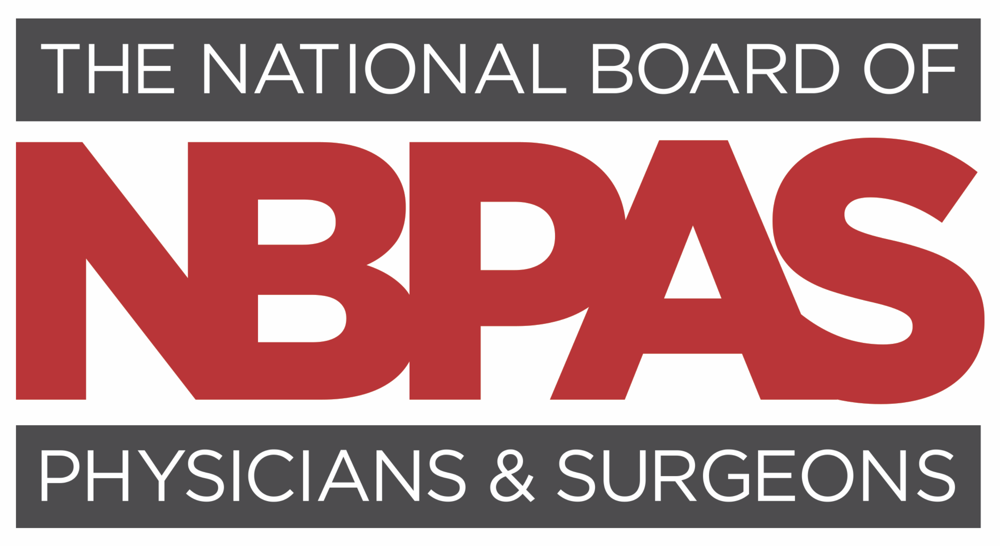 THE NATIONAL BOARD OF
NBPAS
PHYSICIANS & SURGEONS